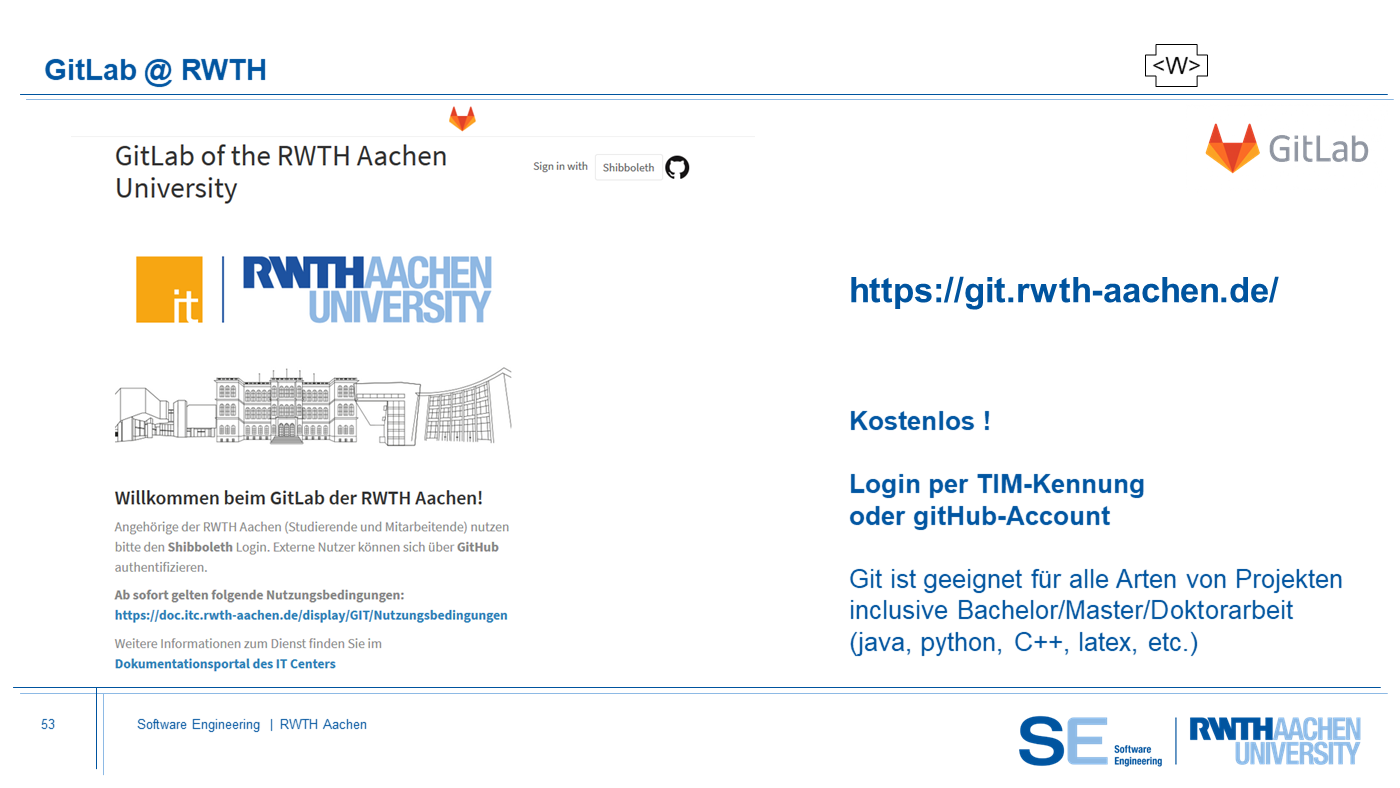 GitLab @ RWTH
<W>
GitLab of the RWTH Aachen
University
Sign in with Shibboleth
GitLab
it RWTHAACHEN
UNIVERSITY
https://git.rwth-aachen.de/
Kostenlos !
Login per TIM-Kennung
oder gitHub-Account
Git ist geeignet für alle Arten von Projekten
inclusive Bachelor/Master/Doktorarbeit
(java, python, C++, latex, etc.)
Willkommen beim GitLab der RWTH Aachen!
Angehörige der RWTH Aachen (Studierende und Mitarbeitende) nutzen
bitte den Shibboleth Login. Externe Nutzer können sich über GitHub
authentifizieren.
Ab sofort gelten folgende Nutzungsbedingungen:
https://doc.itc.rwth-aachen.de/display/GIT/Nutzungsbedingungen
Weitere Informationen zum Dienst finden Sie im
Dokumentationsportal des IT Centers
53
Software Engineering | RWTH Aachen
SE Software
Engineering
RWTHAACHEN
UNIVERSITY